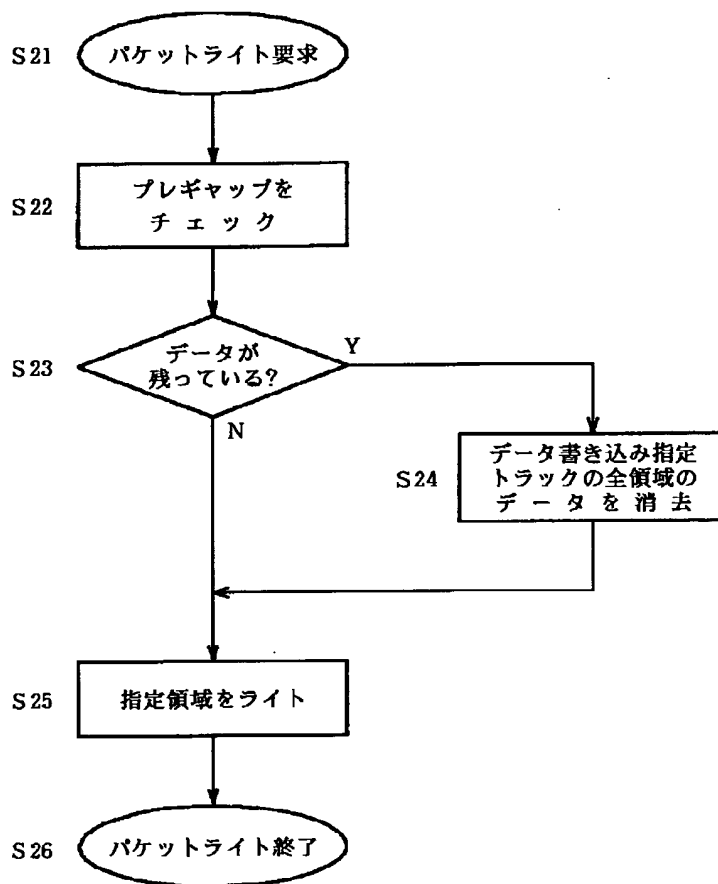 S21
パケットライト要求
S22
プレギャップを
チェック
S23
データが
残っている?
Y
N
S24
データ書き込み指定
トラックの全領域の
データを消去
S25
指定領域をライト
S26
パケットライト終了